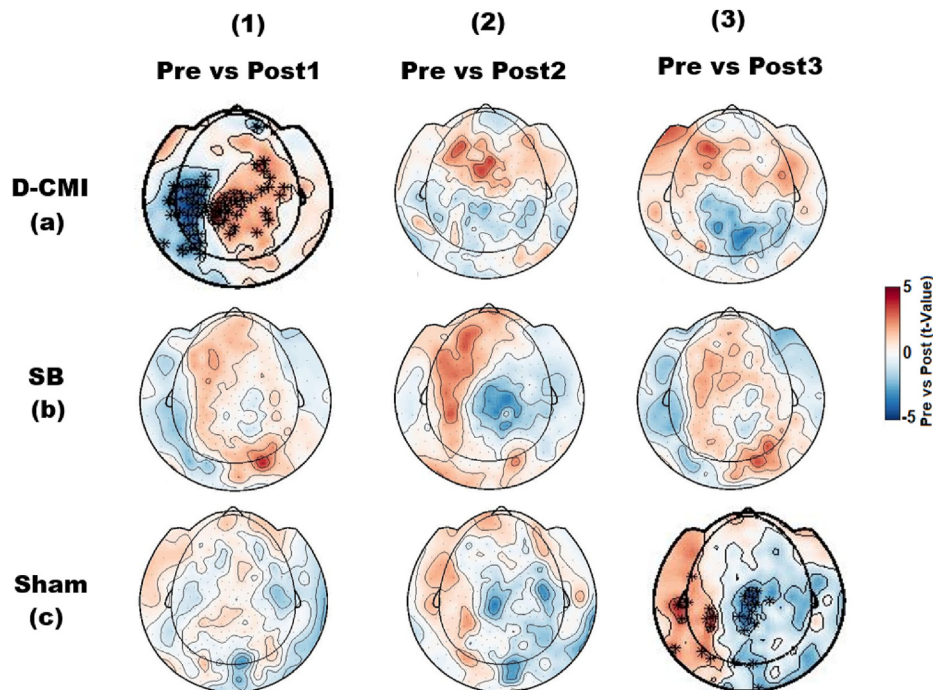 (1)
(2)
(3)
Pre vs Post1
Pre vs Post2
Pre vs Post3
D-CMI
(a)
SB
(b)
Sham
(c)
5
0
-5
Pre vs Post (t-Value)